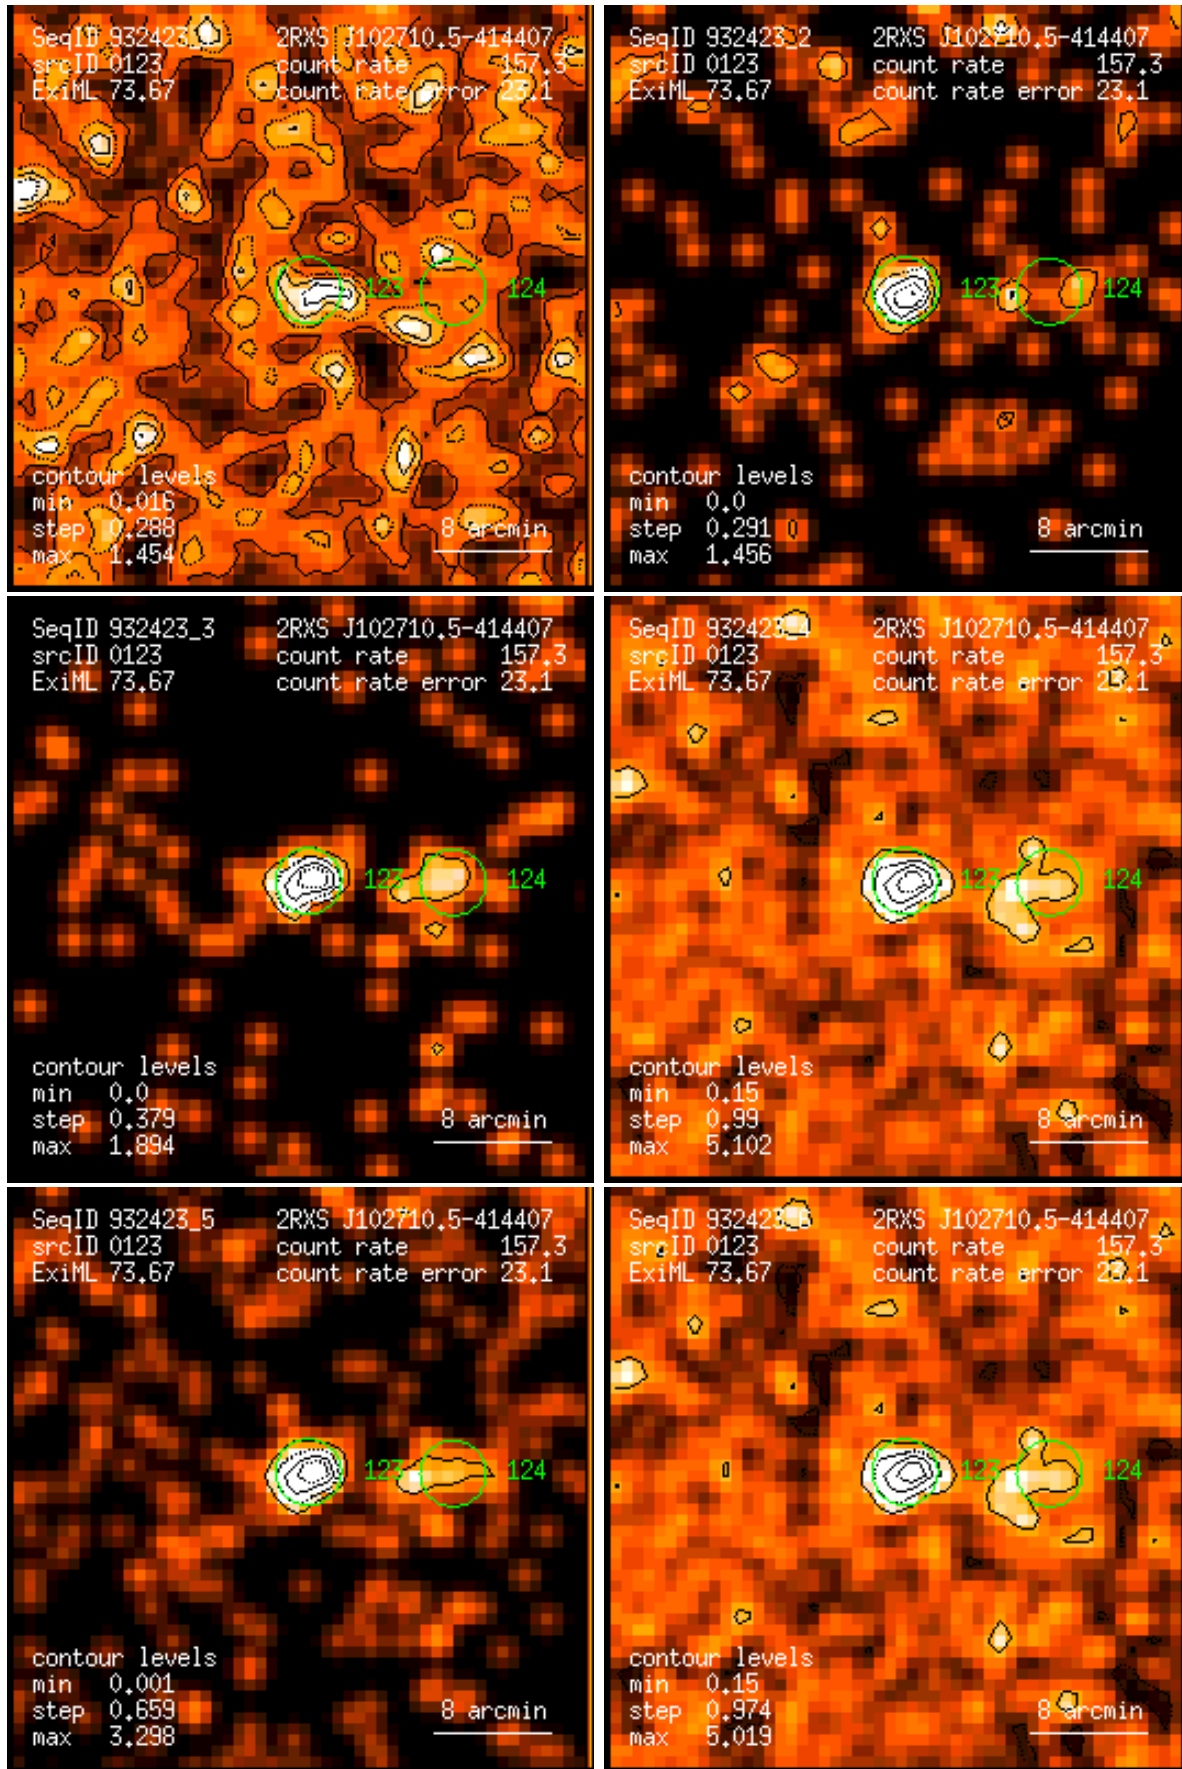 SeqID 932423_ 2RXS J102710.5-414407
srcID 0123 count rate 157.3
ExiML 73.67 count rate error 23.1
123 124
contour levels
min 0.016
step 0.288 8 arcmin
max 1.454
SeqID 932423_2 2RXS J102710.5-414407
srcID 0123 count rate 157.3
ExiML 73.67 count rate error 23.1
123 124
contour levels
min 0.0
step 0.291 8 arcmin
max 1.456
SeqID 932423_3 2RXS J102710.5-414407
srcID 0123 count rate 157.3
ExiML 73.67 count rate error 23.1
123 124
contour levels
min 0.0
step 0.379 8 arcmin
max 1.894
SeqID 932423_4 2RXS J102710.5-414407
srcID 0123 count rate 157.3
ExiML 73.67 count rate error 23.1
123 124
contour levels
min 0.15
step 0.99 8 arcmin
max 5.102
SeqID 932423_5 2RXS J102710.5-414407
srcID 0123 count rate 157.3
ExiML 73.67 count rate error 23.1
123 124
contour levels
min 0.001
step 0.659 8 arcmin
max 3.298
SeqID 932423_6 2RXS J102710.5-414407
srcID 0123 count rate 157.3
ExiML 73.67 count rate error 23.1
123 124
contour levels
min 0.15
step 0.974 8 arcmin
max 5.019